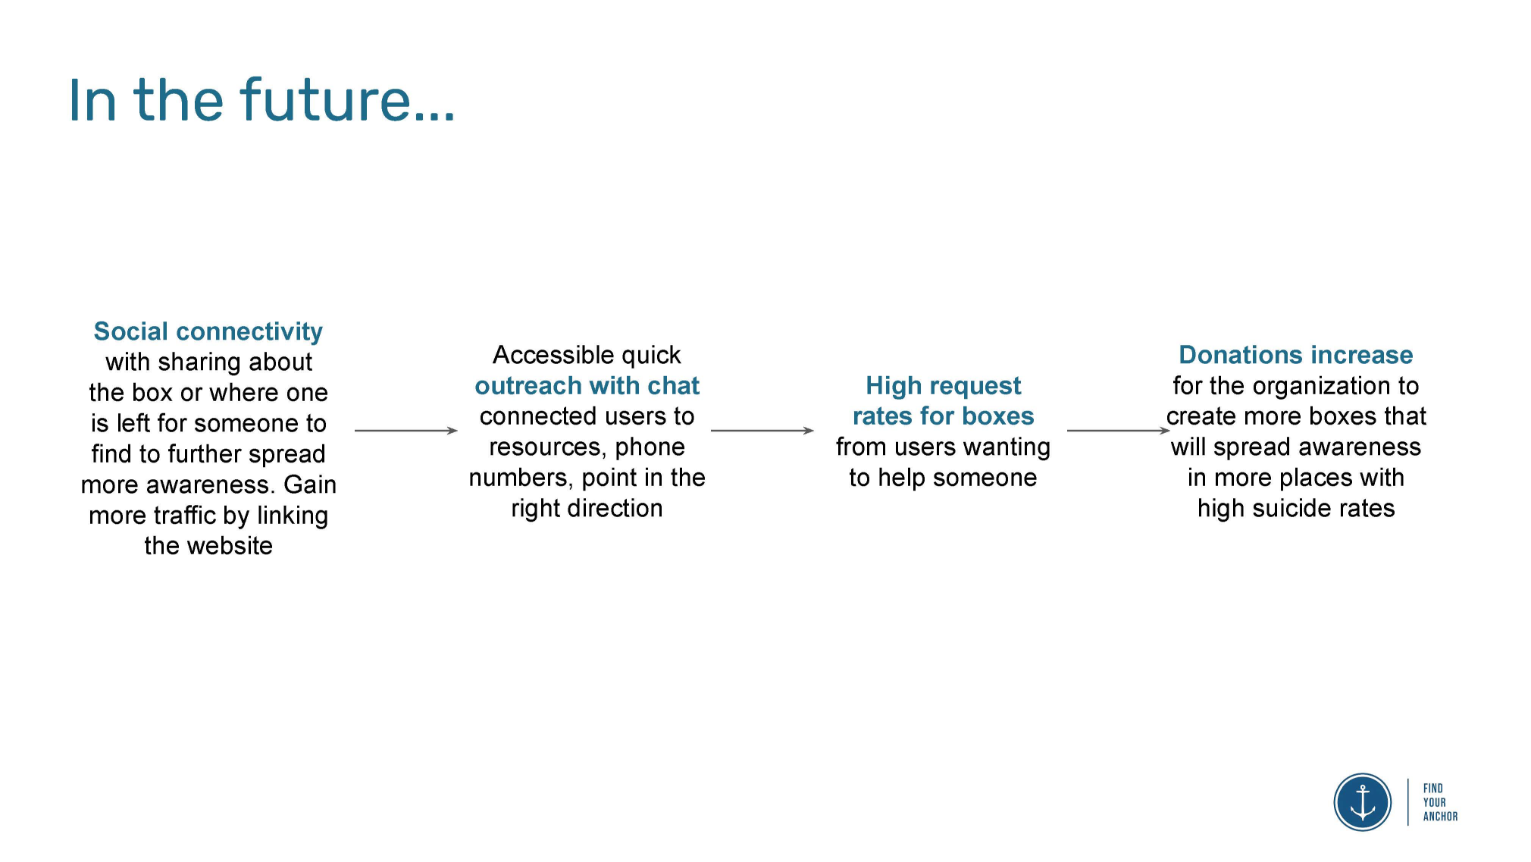 In the future...
Social connectivity
with sharing about
the box or where one
is left for someone to
find to further spread
more awareness. Gain
more traffic by linking
the website
Accessible quick
outreach with chat
connected users to
resources, phone
numbers, point in the
right direction
High request
rates for boxes
from users wanting
to help someone
Donations increase
for the organization to
create more boxes that
will spread awareness
in more places with
high suicide rates
FIND
YOUR
ANCHOR